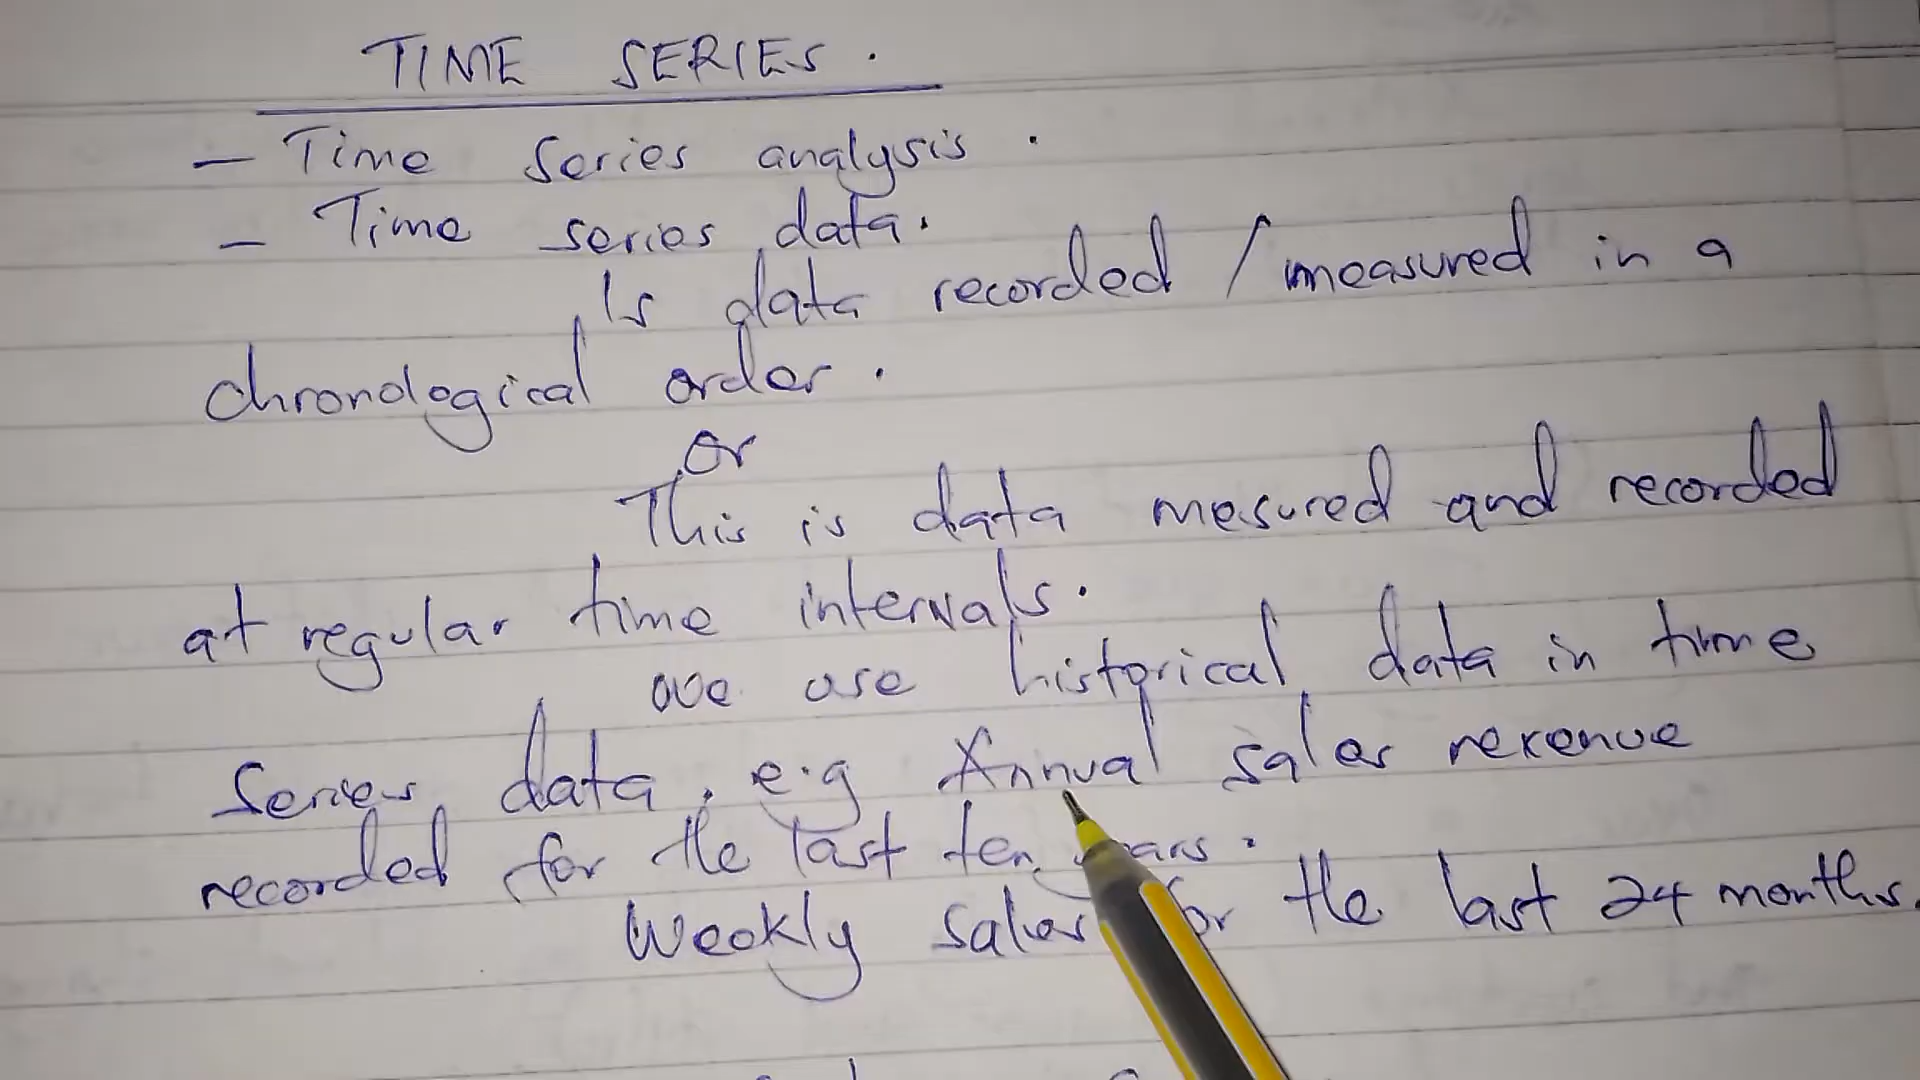 TIME SERIES.
- Time series analysis.
- Time series data.
Is data recorded / measured in a
chronological order.
or
This is data mesured and recorded
at regular time intervals.
we use historical data in time
series data. e.g Annual sales revenue
recorded for the last ten years.
Weekly sales for the last 24 months.